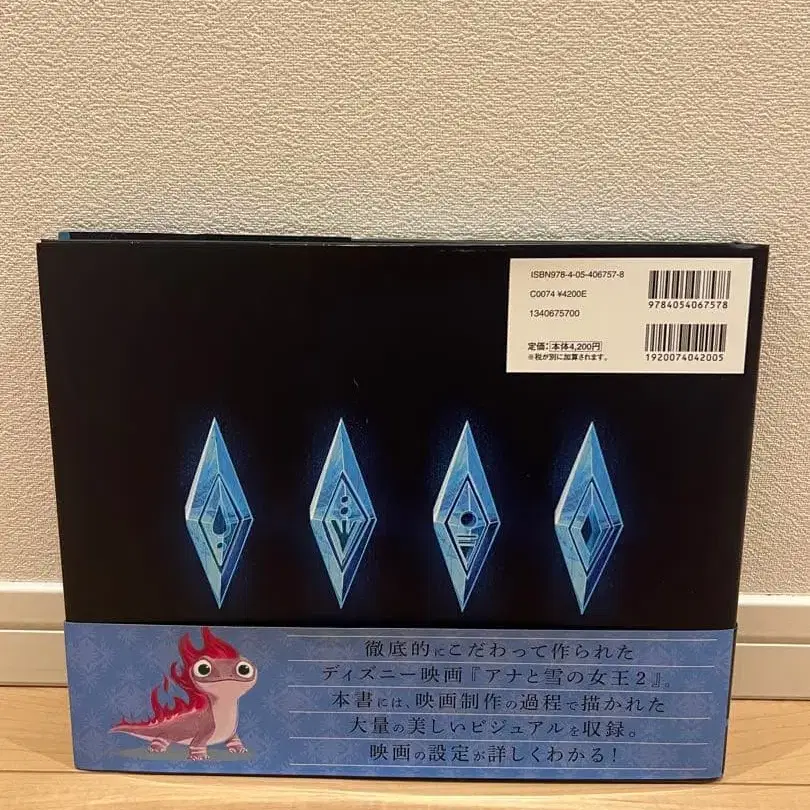 ISBN978-4-05-406757-8
C0074 ¥4200E
1340675700
定価:本体4,200円
※税が別に加算されます。
9784054067578
1920074042005
徹底的にこだわって作られた
ディズニー映画『アナと雪の女王2』。
本書には、映画制作の過程で描かれた
大量の美しいビジュアルを収録。
映画の設定が詳しくわかる!